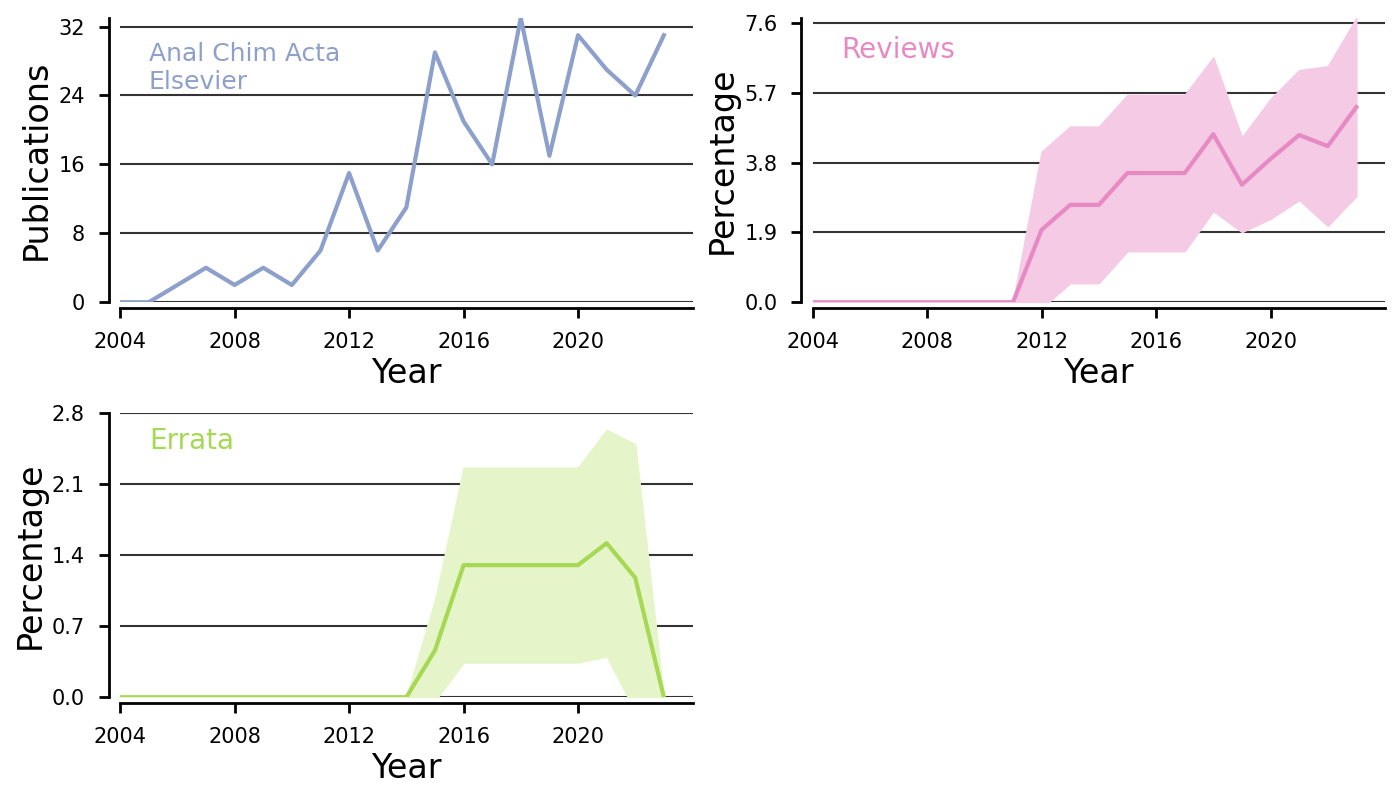 Publications
32
24
16
8
0
Anal Chim Acta
Elsevier
2004 2008 2012 2016 2020
Year
Percentage
7.6
5.7
3.8
1.9
0.0
Reviews
2004 2008 2012 2016 2020
Year
Percentage
2.8
2.1
1.4
0.7
0.0
Errata
2004 2008 2012 2016 2020
Year